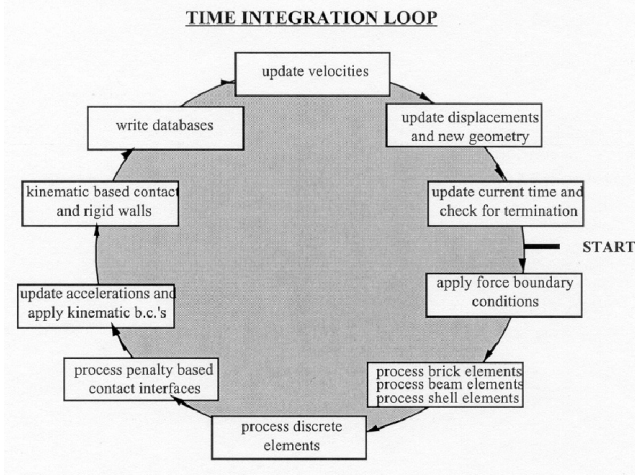 TIME INTEGRATION LOOP
update velocities
update displacements
and new geometry
update current time and
check for termination
START
apply force boundary
conditions
process brick elements
process beam elements
process shell elements
process discrete
elements
process penalty based
contact interfaces
update accelerations and
apply kinematic b.c.'s
kinematic based contact
and rigid walls
write databases